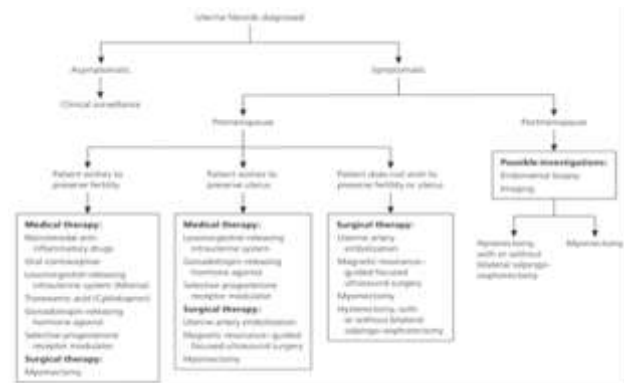 Uterine fibroids diagnosed
Asymptomatic
Symptomatic
Clinical surveillance
Premenopause
Postmenopause
Patient wishes to
preserve fertility
Patient wishes to
preserve uterus
Patient does not wish to
preserve fertility or uterus
Possible investigations:
Endometrial biopsy
Imaging
Medical therapy:
Nonsteroidal anti-
inflammatory drugs
Oral contraceptive
Levonorgestrel-releasing
intrauterine system (Mirena)
Tranexamic acid (Cyklokapron)
Gonadotropin-releasing
hormone agonist
Selective progesterone
receptor modulator
Surgical therapy:
Myomectomy
Medical therapy:
Levonorgestrel-releasing
intrauterine system
Gonadotropin-releasing
hormone agonist
Selective progesterone
receptor modulator
Surgical therapy:
Uterine artery embolization
Magnetic resonance–guided
focused ultrasound surgery
Myomectomy
Surgical therapy:
Uterine artery
embolization
Magnetic resonance–
guided focused
ultrasound surgery
Myomectomy
Hysterectomy, with
or without bilateral
salpingo-oophorectomy
Hysterectomy,
with or without
bilateral salpingo-
oophorectomy
Myomectomy